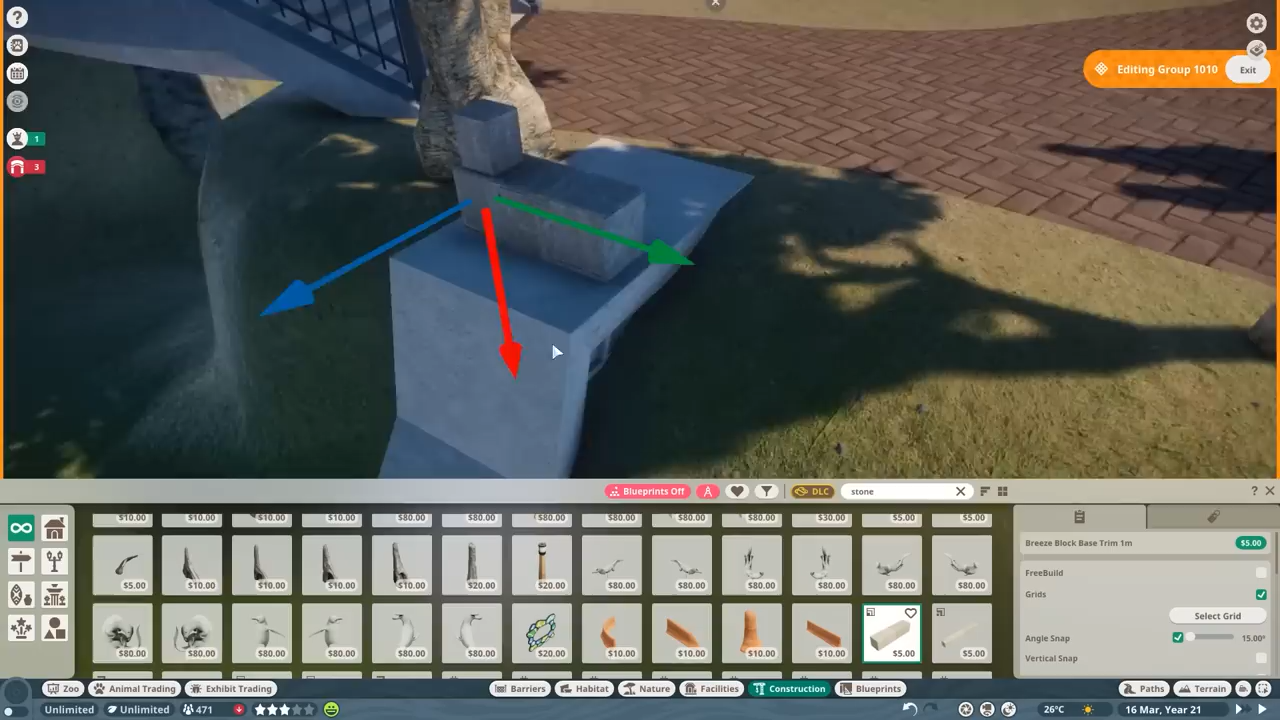 ?
Editing Group 1010
Exit
1
3
Blueprints Off
DLC
stone
?
$10.00 $10.00 $10.00 $80.00 $80.00 $80.00 $80.00 $80.00 $80.00 $80.00 $30.00 $5.00 $5.00
$5.00 $10.00 $10.00 $10.00 $10.00 $20.00 $20.00 $80.00 $80.00 $80.00 $80.00 $80.00 $80.00
$80.00 $80.00 $80.00 $80.00 $80.00 $80.00 $20.00 $10.00 $10.00 $10.00 $10.00 $5.00 $5.00
Breeze Block Base Trim 1m
$5.00
FreeBuild
Grids
Select Grid
Angle Snap
15.00°
Vertical Snap
Zoo
Animal Trading
Exhibit Trading
Barriers
Habitat
Nature
Facilities
Construction
Blueprints
Paths
Terrain
Unlimited
Unlimited
471
26°C
16 Mar, Year 21